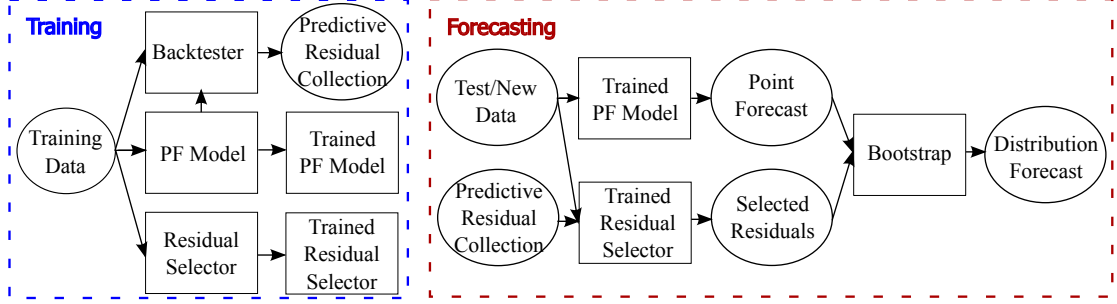 Training
Backtester
Predictive
Residual
Collection
Training
Data
PF Model
Trained
PF Model
Residual
Selector
Trained
Residual
Selector
Forecasting
Test/New
Data
Trained
PF Model
Point
Forecast
Bootstrap
Distribution
Forecast
Predictive
Residual
Collection
Trained
Residual
Selector
Selected
Residuals